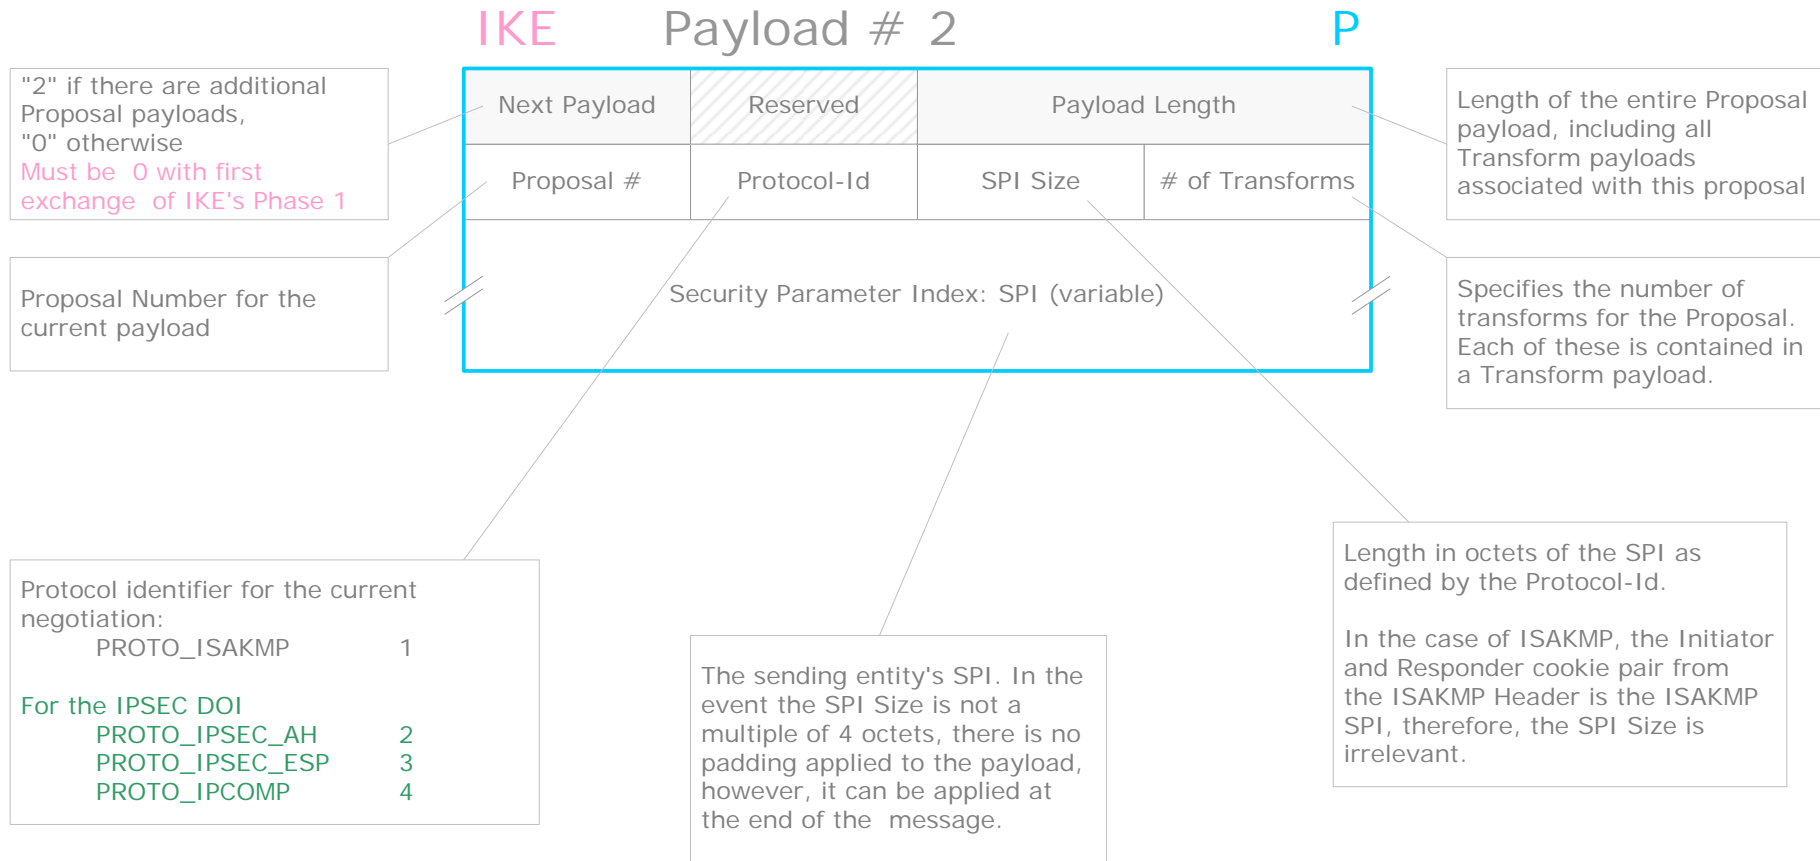 IKE Payload # 2 P
"2" if there are additional
Proposal payloads,
"0" otherwise
Must be 0 with first
exchange of IKE's Phase 1
Next Payload Reserved Payload Length
Length of the entire Proposal
payload, including all
Transform payloads
associated with this proposal
Proposal # Protocol-Id SPI Size # of Transforms
Proposal Number for the
current payload
Security Parameter Index: SPI (variable)
Specifies the number of
transforms for the Proposal.
Each of these is contained in
a Transform payload.
Protocol identifier for the current
negotiation:
PROTO_ISAKMP 1
For the IPSEC DOI
PROTO_IPSEC_AH 2
PROTO_IPSEC_ESP 3
PROTO_IPCOMP 4
The sending entity's SPI. In the
event the SPI Size is not a
multiple of 4 octets, there is no
padding applied to the payload,
however, it can be applied at
the end of the message.
Length in octets of the SPI as
defined by the Protocol-Id.
In the case of ISAKMP, the Initiator
and Responder cookie pair from
the ISAKMP Header is the ISAKMP
SPI, therefore, the SPI Size is
irrelevant.